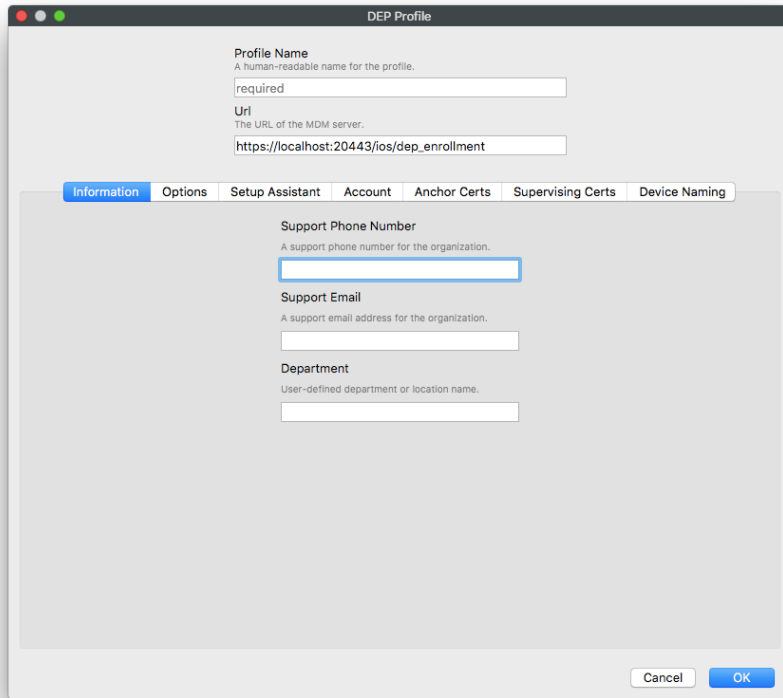 DEP Profile
Profile Name
A human-readable name for the profile.
required
Url
The URL of the MDM server.
https://localhost:20443/ios/dep_enrollment
Information Options Setup Assistant Account Anchor Certs Supervising Certs Device Naming
Support Phone Number
A support phone number for the organization.
Support Email
A support email address for the organization.
Department
User-defined department or location name.
Cancel OK